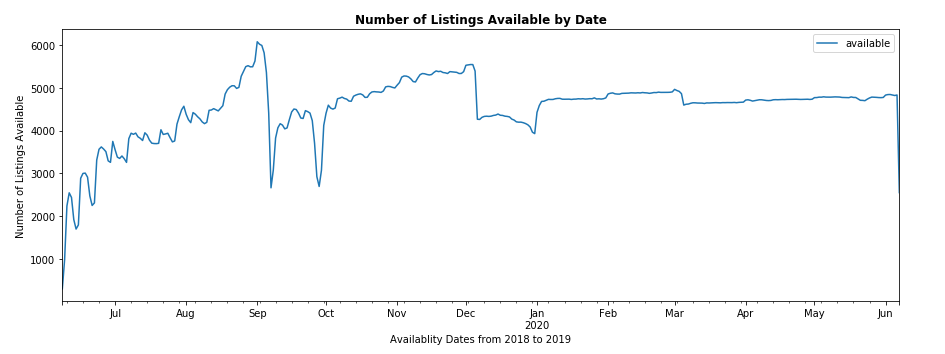 Number of Listings Available by Date
available
Number of Listings Available
6000
5000
4000
3000
2000
1000
Jul
Aug
Sep
Oct
Nov
Dec
Jan
2020
Feb
Mar
Apr
May
Jun
Availablity Dates from 2018 to 2019